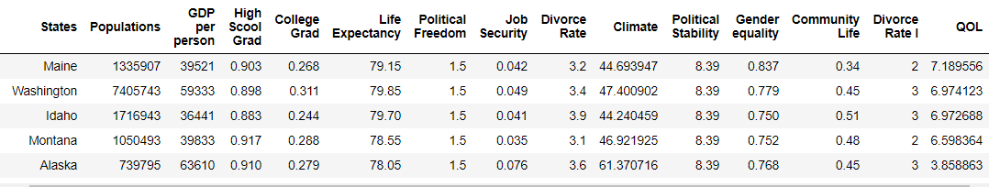 States Populations GDP per person High Scool Grad College Grad Life Expectancy Political Freedom Job Security Divorce Rate Climate Political Stability Gender equality Community Life Divorce Rate I QOL
Maine 1335907 39521 0.903 0.268 79.15 1.5 0.042 3.2 44.693947 8.39 0.837 0.34 2 7.189556
Washington 7405743 59333 0.898 0.311 79.85 1.5 0.049 3.4 47.400902 8.39 0.779 0.45 3 6.974123
Idaho 1716943 36441 0.883 0.244 79.70 1.5 0.041 3.9 44.240459 8.39 0.750 0.51 3 6.972688
Montana 1050493 39833 0.917 0.288 78.55 1.5 0.035 3.1 46.921925 8.39 0.752 0.48 2 6.598364
Alaska 739795 63610 0.910 0.279 78.05 1.5 0.076 3.6 61.370716 8.39 0.768 0.45 3 3.858863